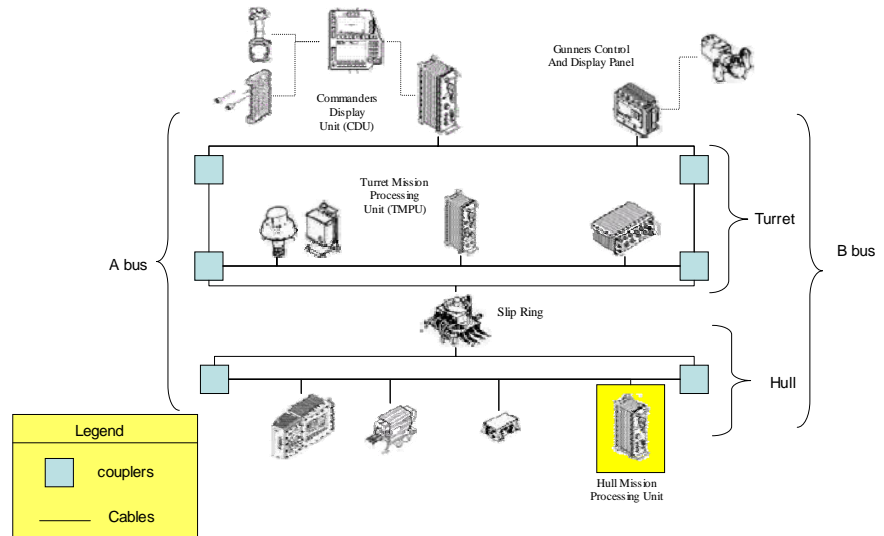 Commanders
Display
Unit (CDU)
Gunners Control
And Display Panel
Turret Mission
Processing
Unit (TMPU)
Turret
A bus
B bus
Slip Ring
Hull
Hull Mission
Processing Unit
Legend
couplers
Cables